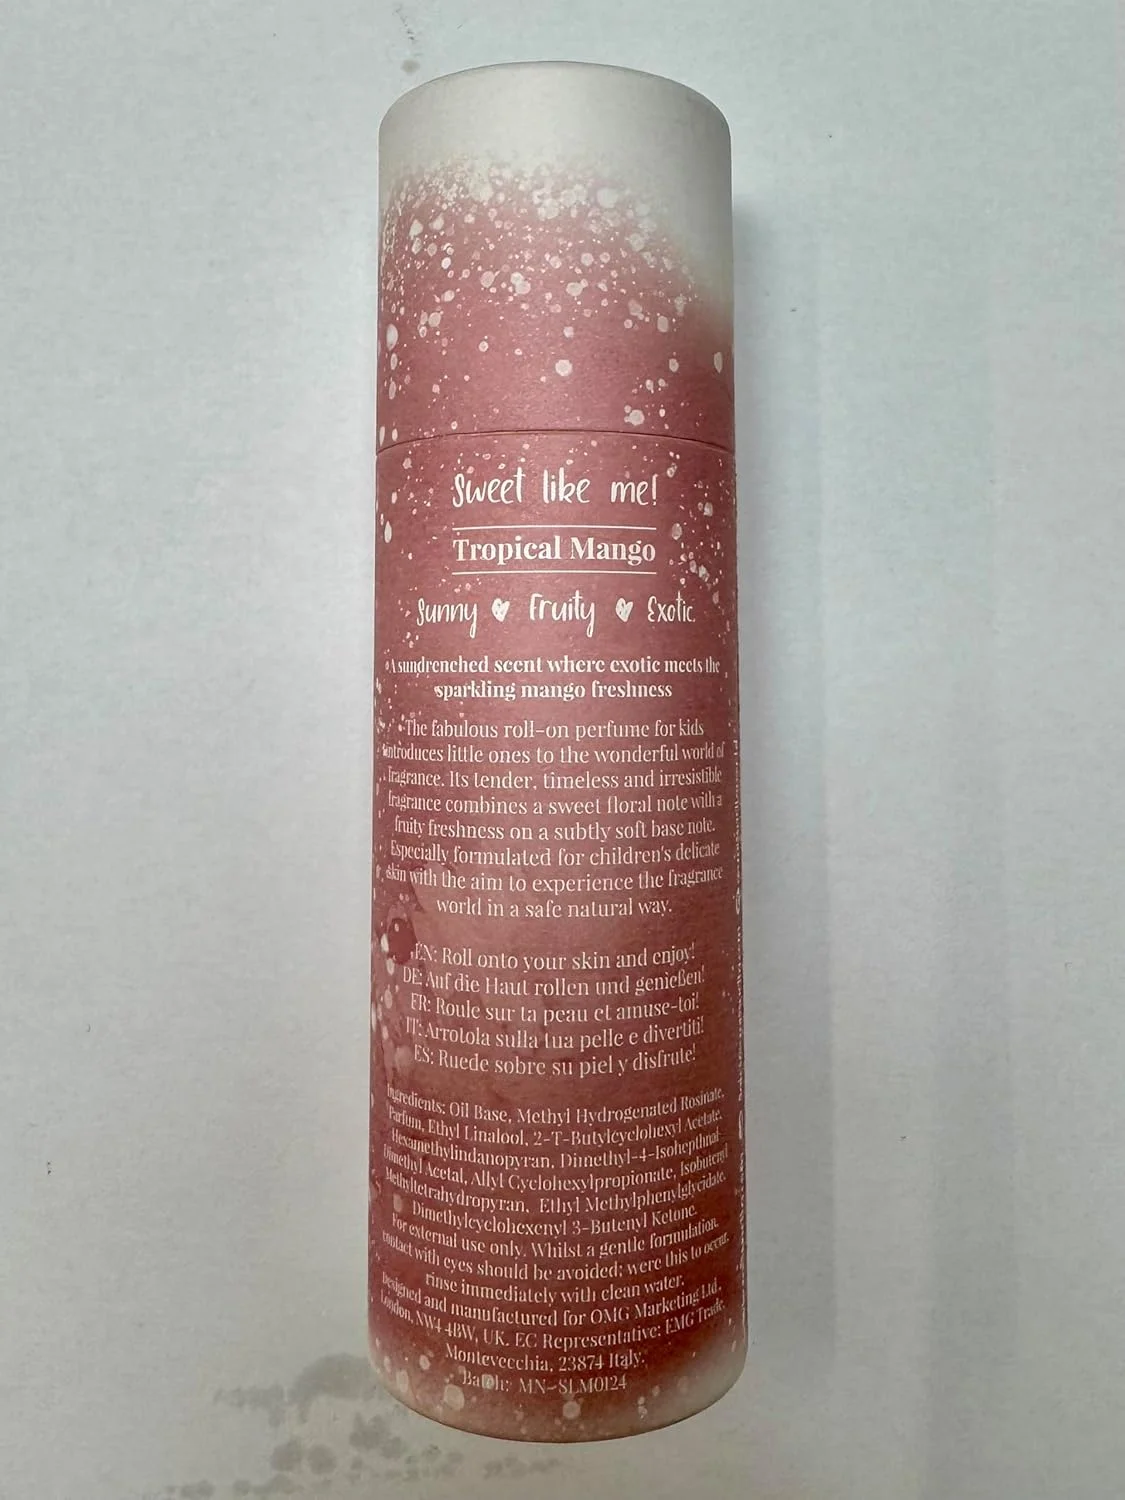 Sweet like me!
Tropical Mango
Sunny ♥ Fruity ♥ Exotic
A sundrenched scent where exotic meets the
sparkling mango freshness
The fabulous roll-on perfume for kids
introduces little ones to the wonderful world of
fragrance. Its tender, timeless and irresistible
fragrance combines a sweet floral note with a
fruity freshness on a subtly soft base note.
Especially formulated for children's delicate
skin with the aim to experience the fragrance
world in a safe natural way.
EN: Roll onto your skin and enjoy!
DE: Auf die Haut rollen und genießen!
FR: Roule sur ta peau et amuse-toi!
IT: Arrotola sulla tua pelle e divertiti!
ES: Ruede sobre su piel y disfrute!
Ingredients: Oil Base, Methyl Hydrogenated Rosinate,
Parfum, Ethyl Linalool, 2-T-Butylcyclohexyl Acetate,
Hexamethylindanopyran, Dimethyl-4-Isohepthnal
Dimethyl Acetal, Allyl Cyclohexylpropionate, Isobutenyl
Methyltetrahydropyran, Ethyl Methylphenylglycidate,
Dimethylcyclohexenyl 3-Butenyl Ketone.
For external use only. Whilst a gentle formulation,
contact with eyes should be avoided; were this to occur,
rinse immediately with clean water.
Designed and manufactured for OMG Marketing Ltd,
London, NW4 4BW, UK. EC Representative: EMG Trade,
Montevecchia, 23874 Italy.
Batch: MN-SLM0124